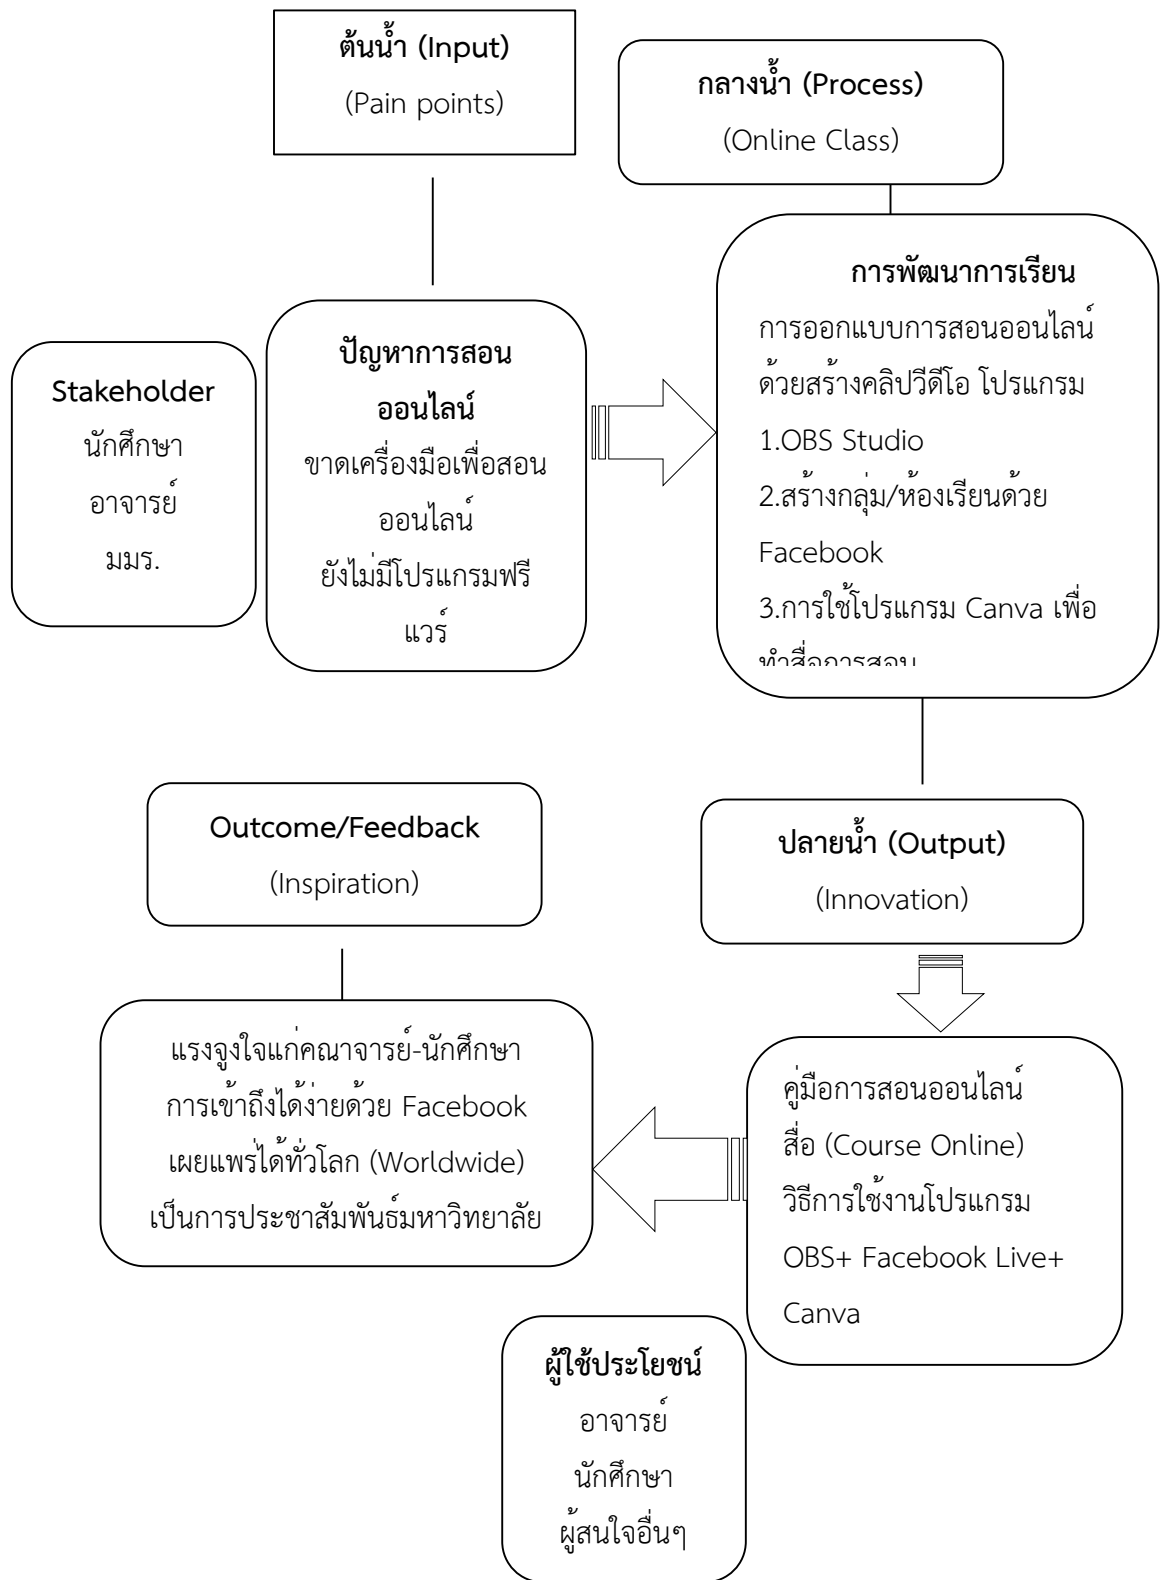 ต้นน้ำ (Input)
(Pain points)
กลางน้ำ (Process)
(Online Class)
Stakeholder
นักศึกษา
อาจารย์
มมร.
ปัญหาการสอน
ออนไลน์
ขาดเครื่องมือเพื่อสอน
ออนไลน์
ยังไม่มีโปรแกรมฟรี
แวร์
การพัฒนาการเรียน
การออกแบบการสอนออนไลน์
ด้วยสร้างคลิปวีดีโอ โปรแกรม
1.OBS Studio
2.สร้างกลุ่ม/ห้องเรียนด้วย
Facebook
3.การใช้โปรแกรม Canva เพื่อ
ทำสื่อการสอน
Outcome/Feedback
(Inspiration)
ปลายน้ำ (Output)
(Innovation)
แรงจูงใจแก่คณาจารย์-นักศึกษา
การเข้าถึงได้ง่ายด้วย Facebook
เผยแพร่ได้ทั่วโลก (Worldwide)
เป็นการประชาสัมพันธ์มหาวิทยาลัย
คู่มือการสอนออนไลน์
สื่อ (Course Online)
วิธีการใช้งานโปรแกรม
OBS+ Facebook Live+
Canva
ผู้ใช้ประโยชน์
อาจารย์
นักศึกษา
ผู้สนใจอื่นๆ